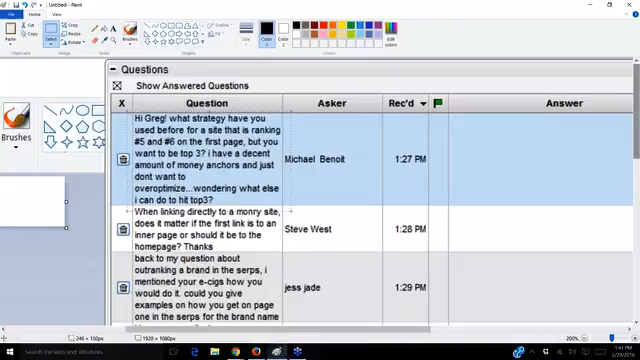 Untitled - Paint
File
Home
View
Paste
Cut
Copy
Select
Crop
Resize
Rotate
Brushes
Outline
Fill
Size
Color 1
Color 2
Edit colors
Clipboard
Image
Tools
Shapes
Colors
Brushes
Questions
Show Answered Questions
X Question Asker Rec'd Answer
Hi Greg! what strategy have you
used before for a site that is ranking
#5 and #6 on the first page, but you
want to be top 3? i have a decent
amount of money anchors and just
dont want to
overoptimize...wondering what else
i can do to hit top3?
Michael Benoit 1:27 PM
When linking directly to a monry site,
does it matter if the first link is to an
inner page or should it be to the
homepage? Thanks
Steve West 1:28 PM
back to my question about
outranking a brand in the serps, i
mentioned your e-cigs how you
would do it. could you give
examples on how you get on page
one in the serps for the brand name
jess jade 1:29 PM
246 × 150px
1920 × 1080px
200%
Search the web and Windows
1:41 PM
2/29/2016